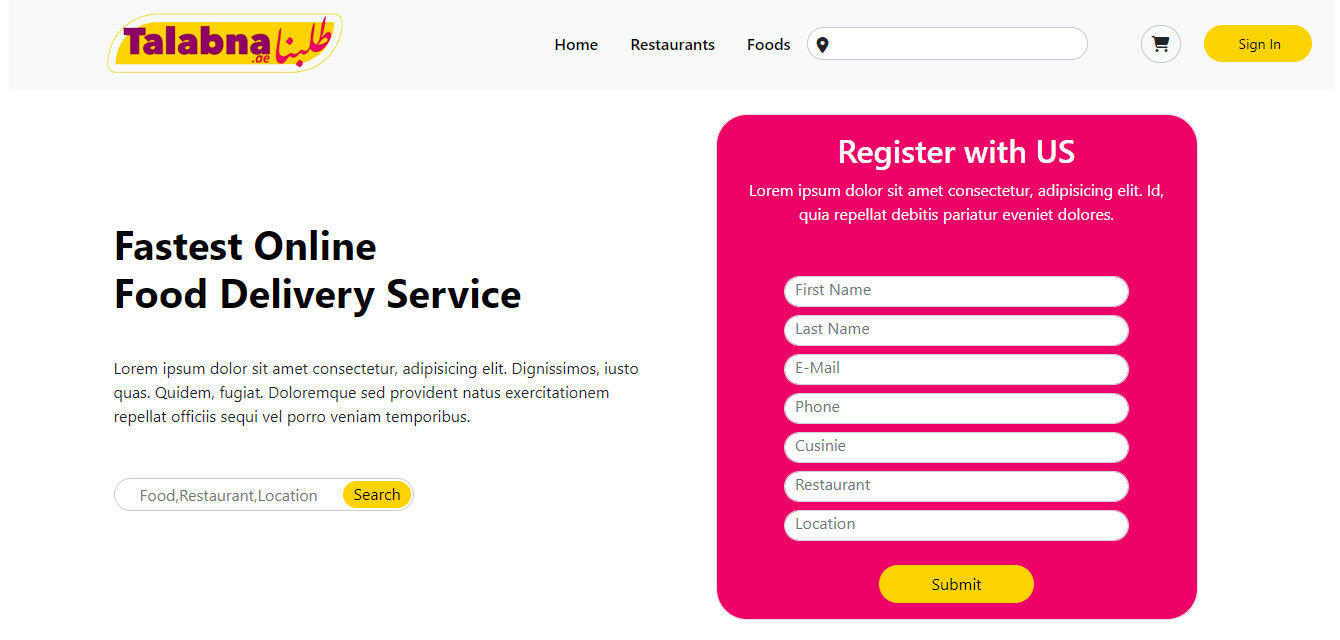 Talabna طلبنا
.ae
Home Restaurants Foods
Sign In
Fastest Online
Food Delivery Service
Lorem ipsum dolor sit amet consectetur, adipisicing elit. Dignissimos, iusto
quas. Quidem, fugiat. Doloremque sed provident natus exercitationem
repellat officiis sequi vel porro veniam temporibus.
Food,Restaurant,Location Search
Register with US
Lorem ipsum dolor sit amet consectetur, adipisicing elit. Id,
quia repellat debitis pariatur eveniet dolores.
First Name
Last Name
E-Mail
Phone
Cusinie
Restaurant
Location
Submit